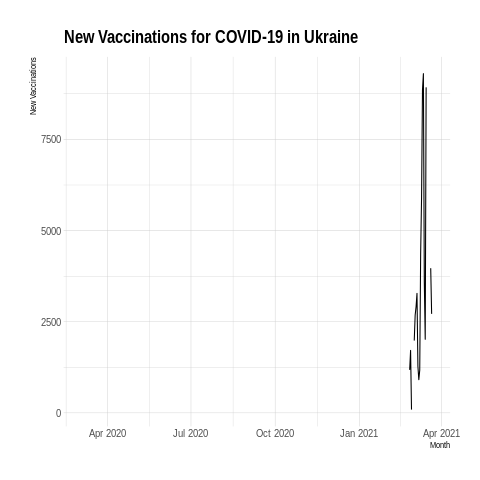 New Vaccinations for COVID-19 in Ukraine
New Vaccinations
7500
5000
2500
0
Apr 2020 Jul 2020 Oct 2020 Jan 2021 Apr 2021
Month